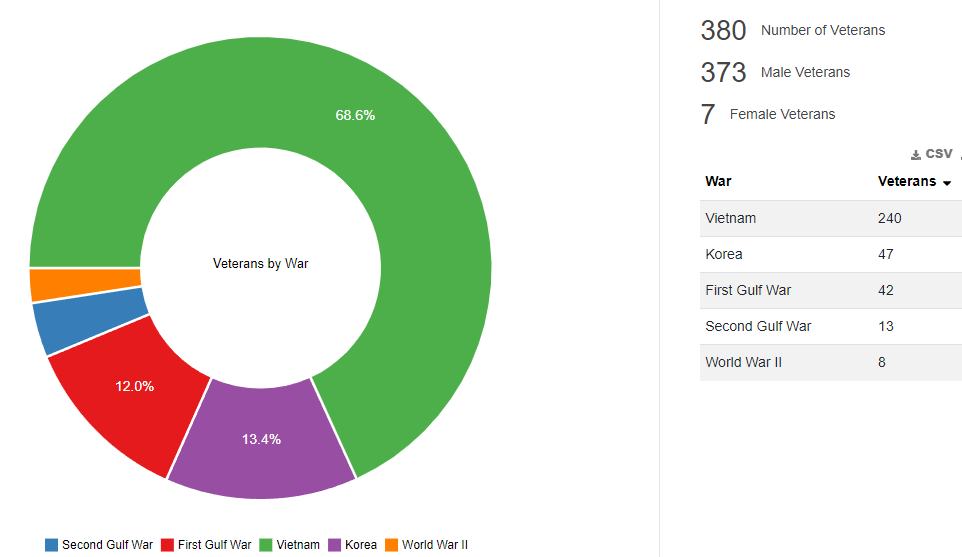 68.6%
Veterans by War
12.0%
13.4%
Second Gulf War First Gulf War Vietnam Korea World War II
380 Number of Veterans
373 Male Veterans
7 Female Veterans
CSV
War Veterans
Vietnam 240
Korea 47
First Gulf War 42
Second Gulf War 13
World War II 8